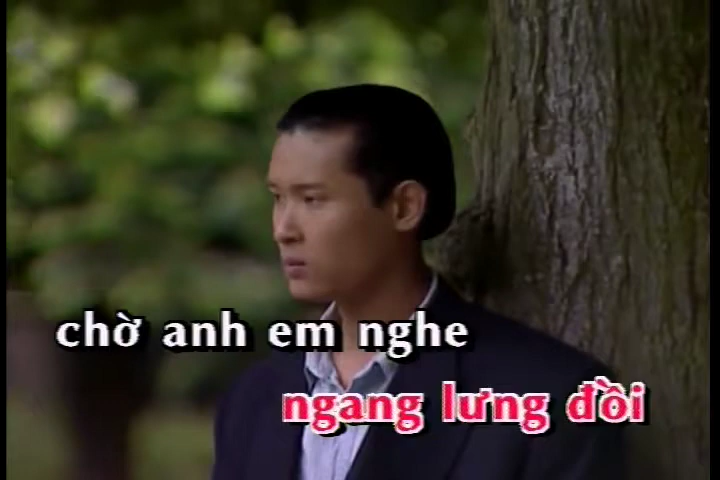 chờ anh em nghe
ngang lưng đồi